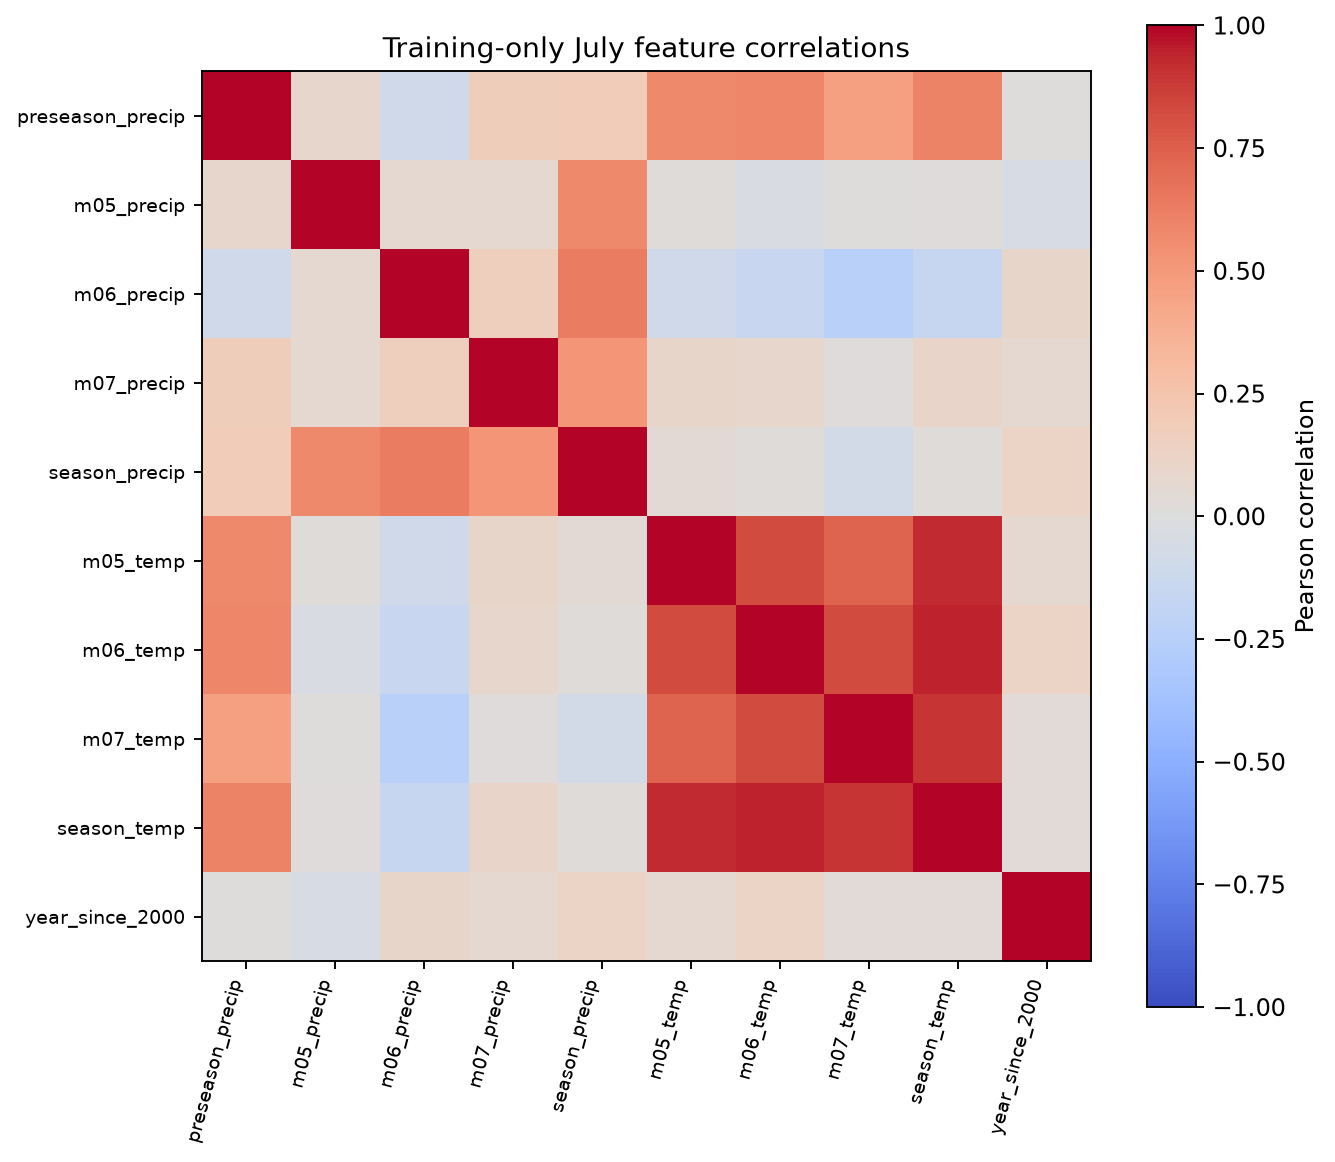 Training-only July feature correlations
preseason_precip
m05_precip
m06_precip
m07_precip
season_precip
m05_temp
m06_temp
m07_temp
season_temp
year_since_2000
preseason_precip
m05_precip
m06_precip
m07_precip
season_precip
m05_temp
m06_temp
m07_temp
season_temp
year_since_2000
1.00
0.75
0.50
0.25
0.00
−0.25
−0.50
−0.75
−1.00
Pearson correlation